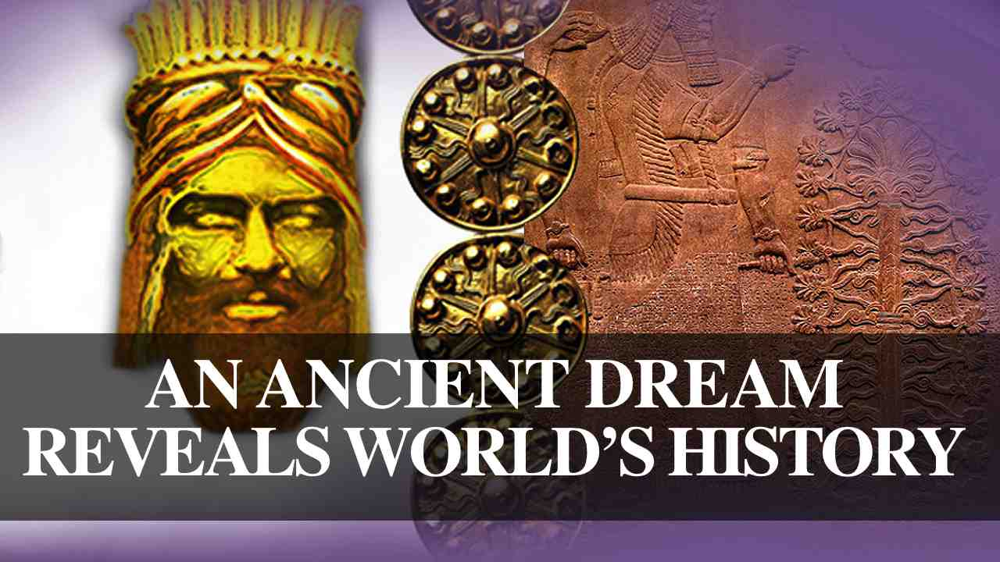 AN ANCIENT DREAM
REVEALS WORLD’S HISTORY